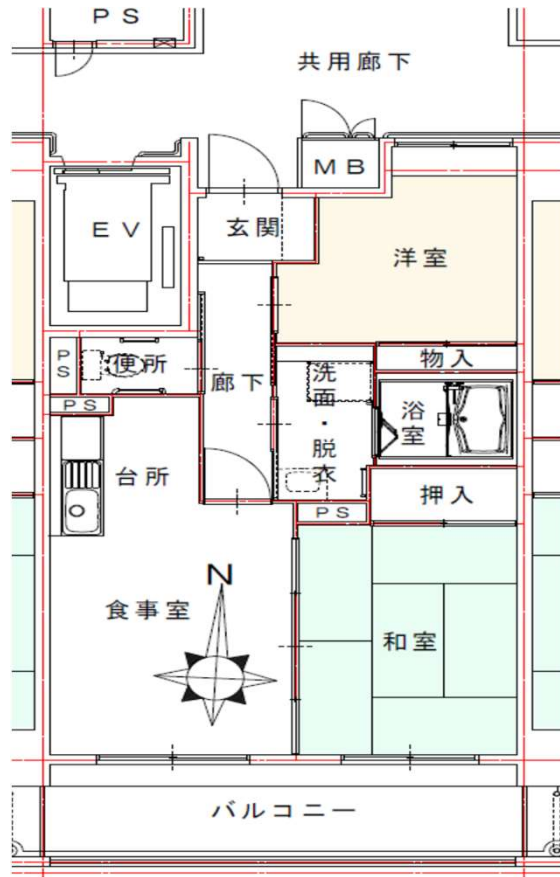 PS
共用廊下
MB
EV
玄関
洋室
PS
便所
廊下
洗面・脱衣
物入
浴室
PS
台所
押入
PS
N
食事室
和室
バルコニー